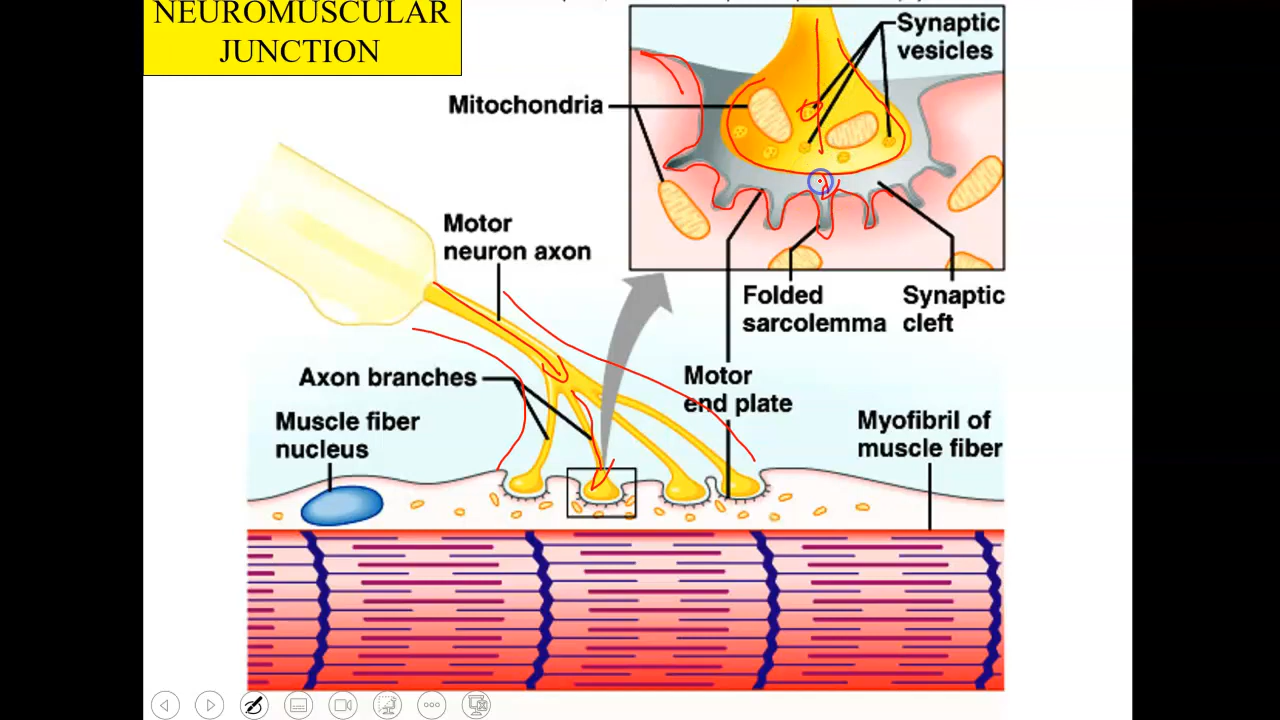 NEUROMUSCULAR
JUNCTION
Synaptic
vesicles
Mitochondria
Motor
neuron axon
Folded
sarcolemma
Synaptic
cleft
Axon branches
Motor
end plate
Muscle fiber
nucleus
Myofibril of
muscle fiber